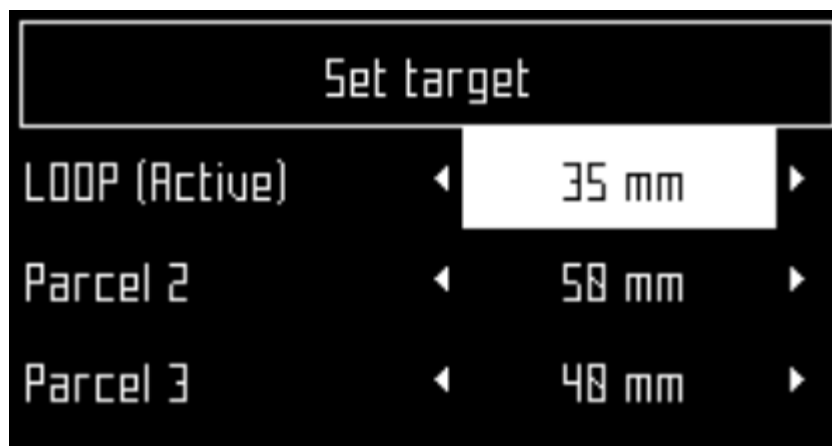 Set target
LOOP (Active) 35 mm
Parcel 2 50 mm
Parcel 3 40 mm